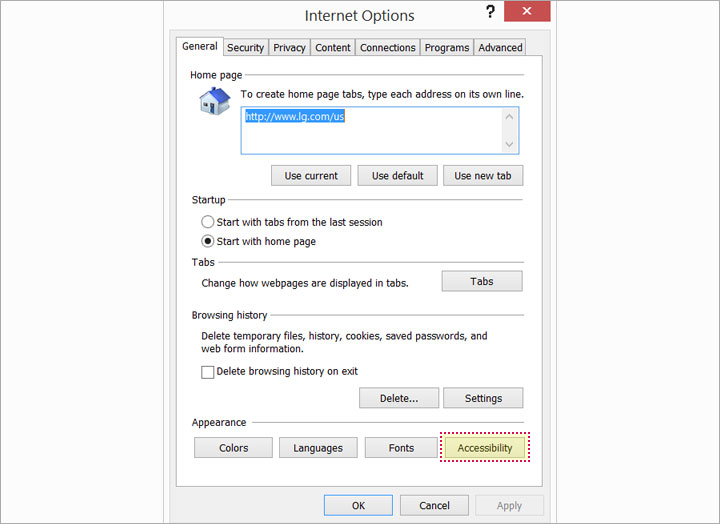 Internet Options ?
General Security Privacy Content Connections Programs Advanced
Home page
To create home page tabs, type each address on its own line.
http://www.lg.com/us
Use current Use default Use new tab
Startup
Start with tabs from the last session
Start with home page
Tabs
Change how webpages are displayed in tabs. Tabs
Browsing history
Delete temporary files, history, cookies, saved passwords, and
web form information.
Delete browsing history on exit
Delete... Settings
Appearance
Colors Languages Fonts Accessibility
OK Cancel Apply